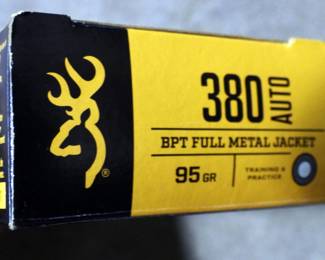 380 AUTO
BPT FULL METAL JACKET
95 GR
TRAINING &
PRACTICE
®